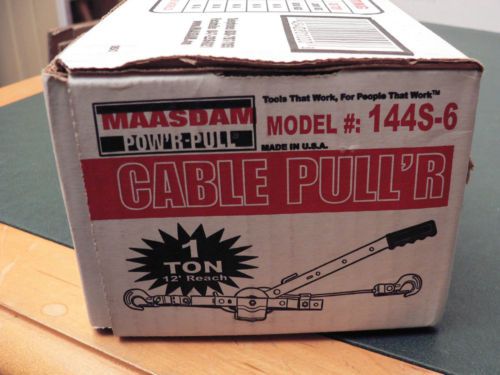 MAASDAM
POW'R-PULL
Tools That Work, For People That Work™
MODEL #: 144S-6
MADE IN U.S.A.
CABLE PULL'R
1
TON
12' Reach